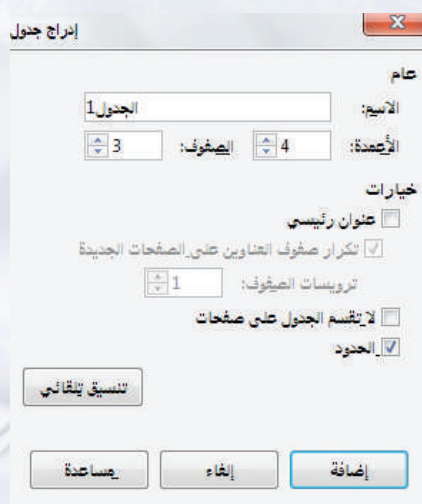 إدراج جدول
عام
الاسم: الجدول1
الأعمدة: 4 الصفوف: 3
خيارات
عنوان رئيسي
تكرار صفوف العناوين على الصفحات الجديدة
ترويسات الصفوف: 1
لا تقسم الجدول على صفحات
الحدود
تنسيق تلقائي
إضافة إلغاء مساعدة